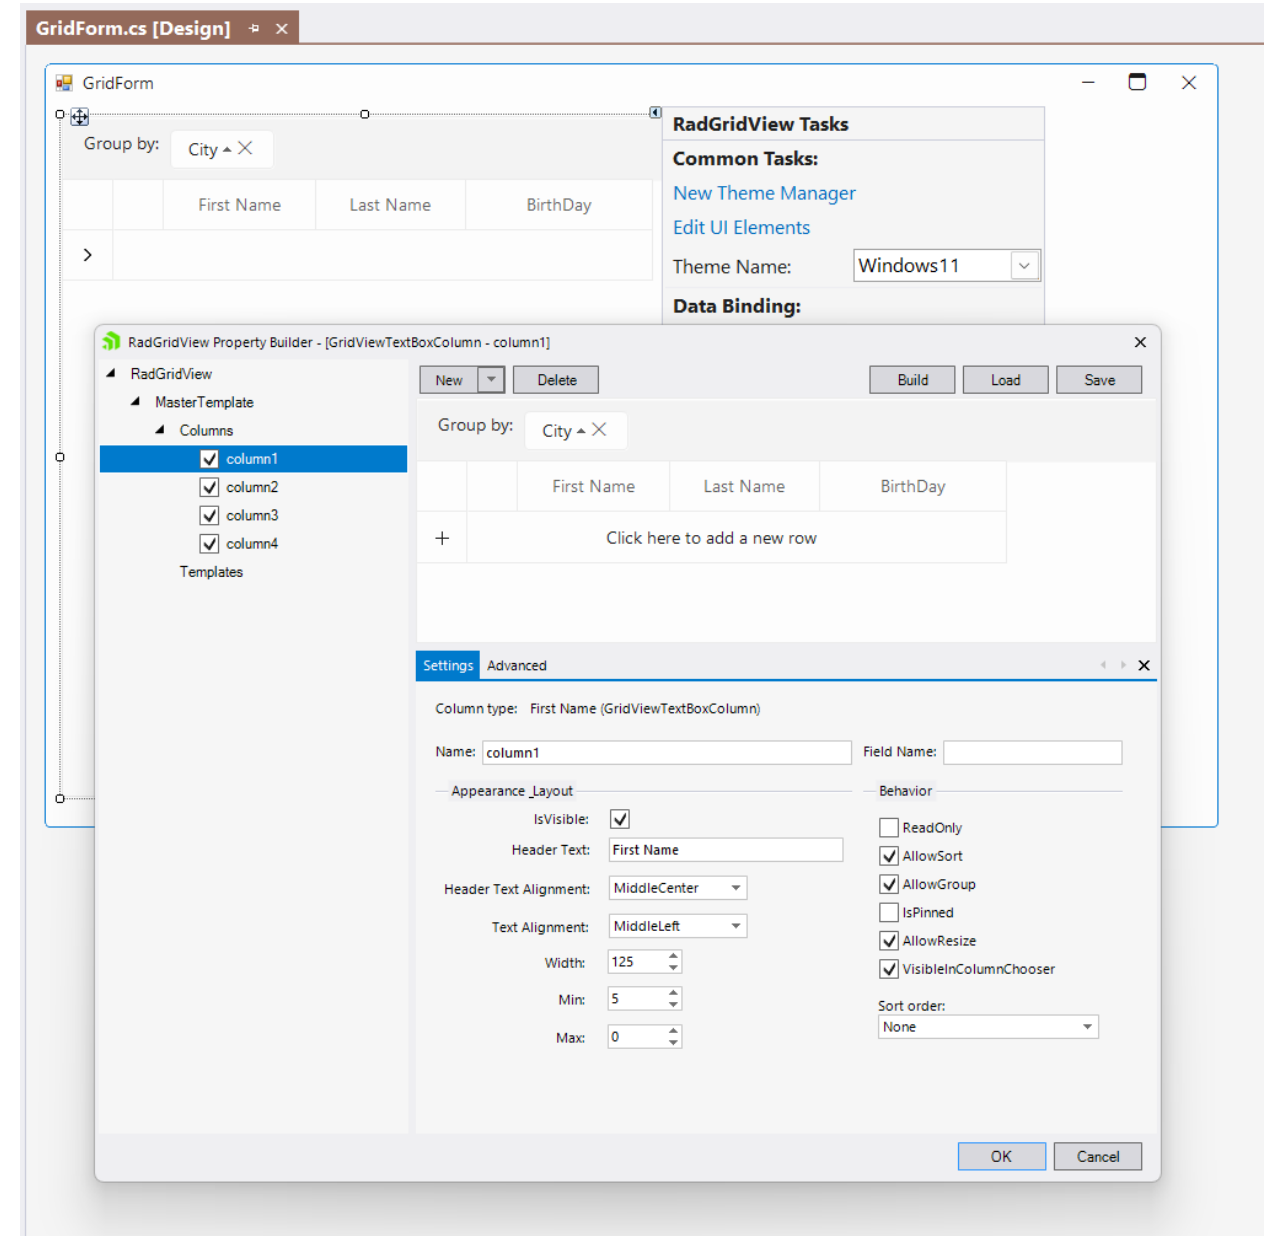 GridForm.cs [Design]
GridForm
Group by: City
First Name Last Name BirthDay
RadGridView Tasks
Common Tasks:
New Theme Manager
Edit UI Elements
Theme Name: Windows11
Data Binding:
RadGridView Property Builder - [GridViewTextBoxColumn - column1]
RadGridView
MasterTemplate
Columns
column1
column2
column3
column4
Templates
New Delete Build Load Save
Group by: City
First Name Last Name BirthDay
+ Click here to add a new row
Settings Advanced
Column type: First Name (GridViewTextBoxColumn)
Name: column1 Field Name:
Appearance _Layout
IsVisible:
Header Text: First Name
Header Text Alignment: MiddleCenter
Text Alignment: MiddleLeft
Width: 125
Min: 5
Max: 0
Behavior
ReadOnly
AllowSort
AllowGroup
IsPinned
AllowResize
VisibleInColumnChooser
Sort order:
None
OK Cancel